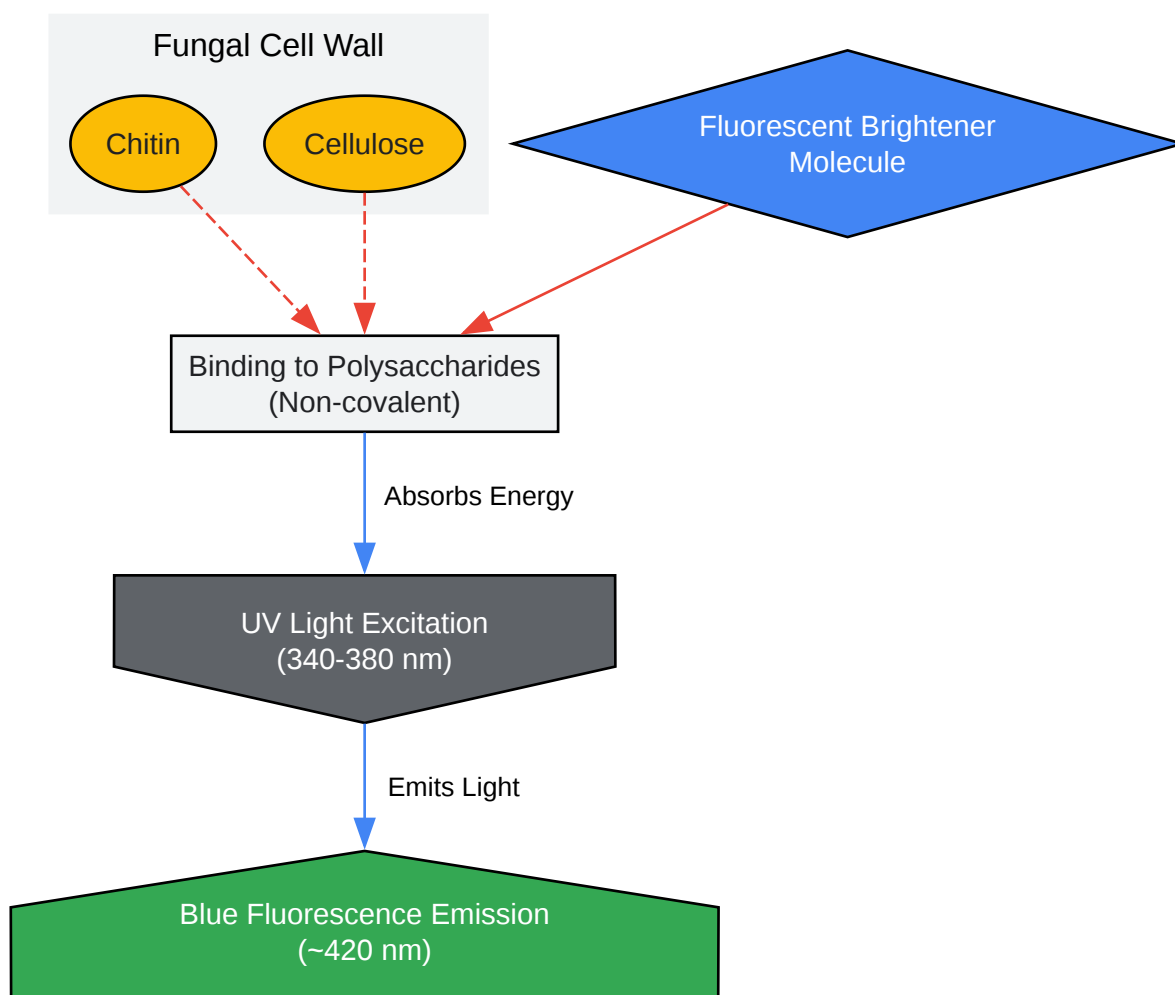 Fungal Cell Wall
Chitin
Cellulose
Fluorescent Brightener
Molecule
Binding to Polysaccharides
(Non-covalent)
Absorbs Energy
UV Light Excitation
(340-380 nm)
Emits Light
Blue Fluorescence Emission
(~420 nm)